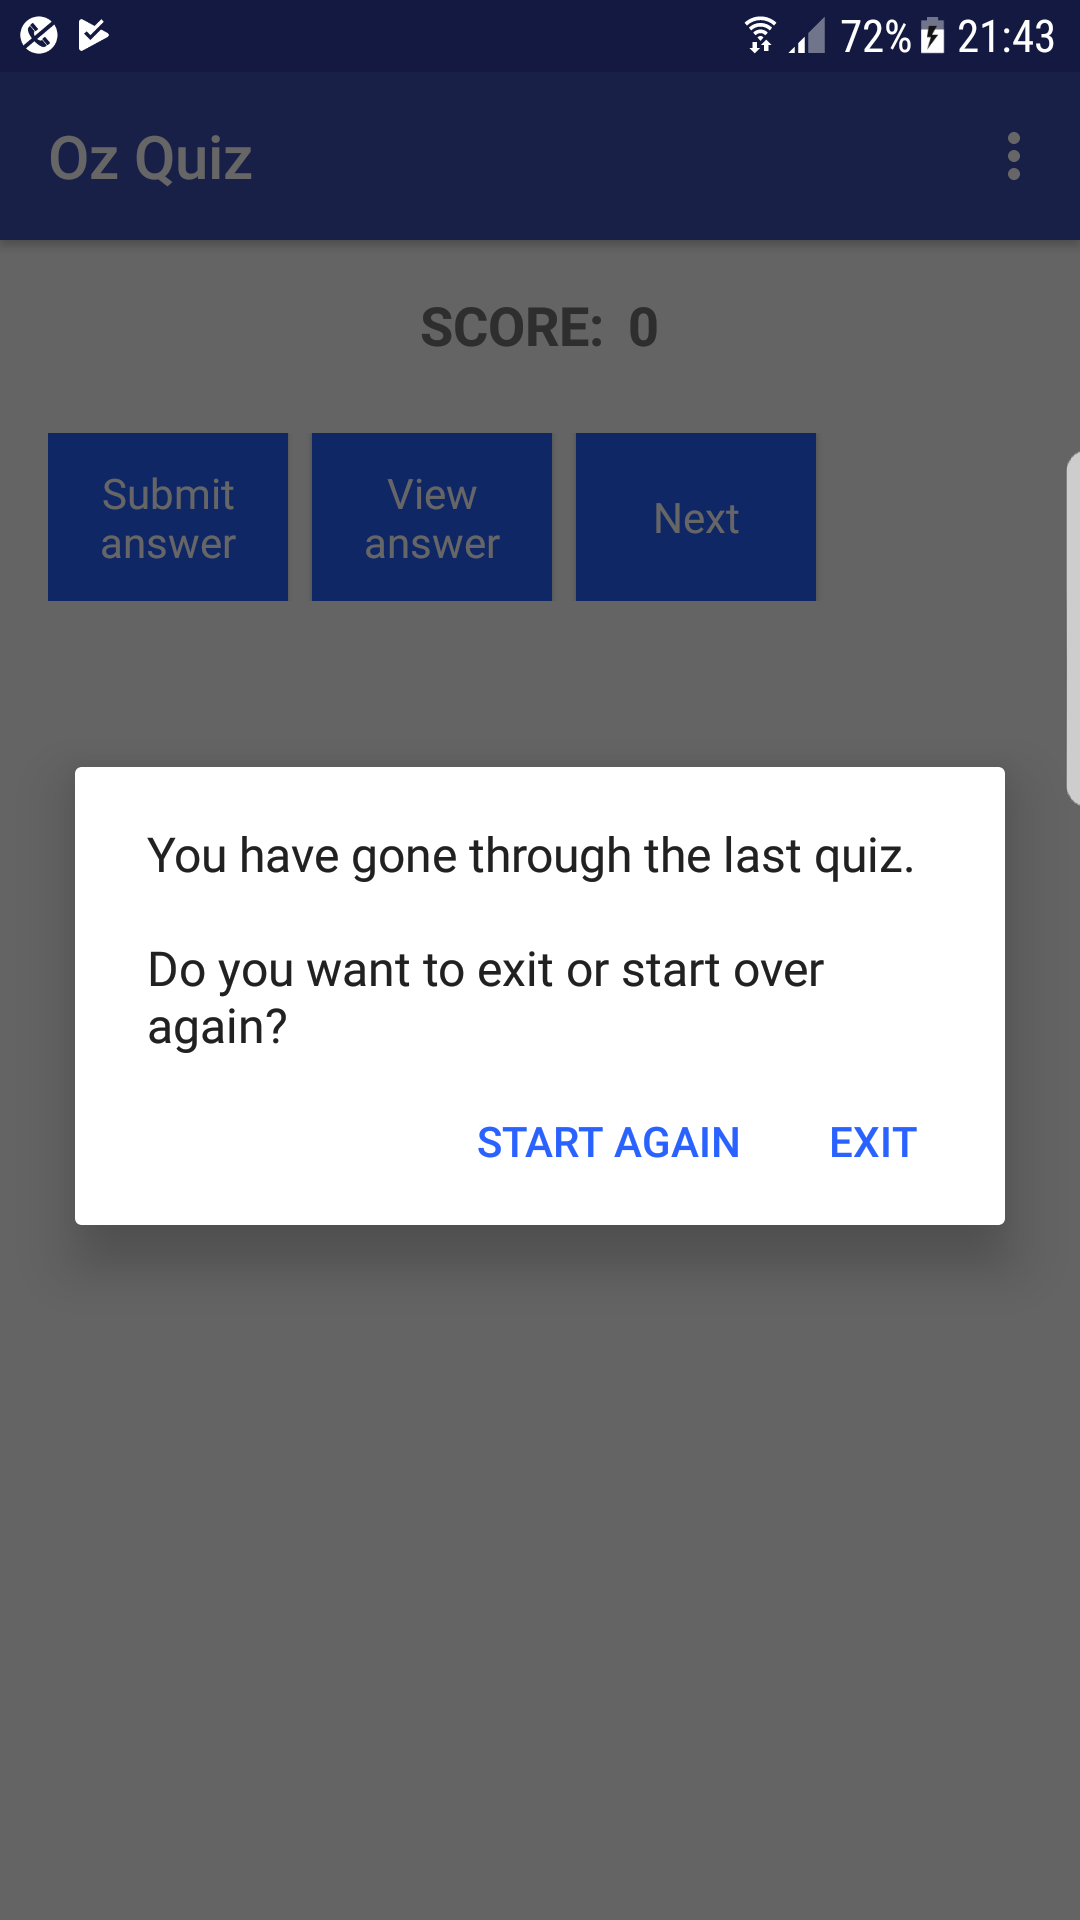 72% 21:43
Oz Quiz
SCORE: 0
Submit
answer
View
answer
Next
You have gone through the last quiz.
Do you want to exit or start over
again?
START AGAIN EXIT